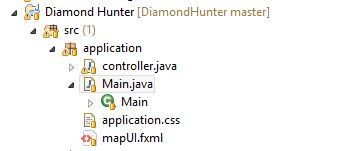 Diamond Hunter [DiamondHunter master]
src (1)
application
controller.java
Main.java
Main
application.css
mapUI.fxml